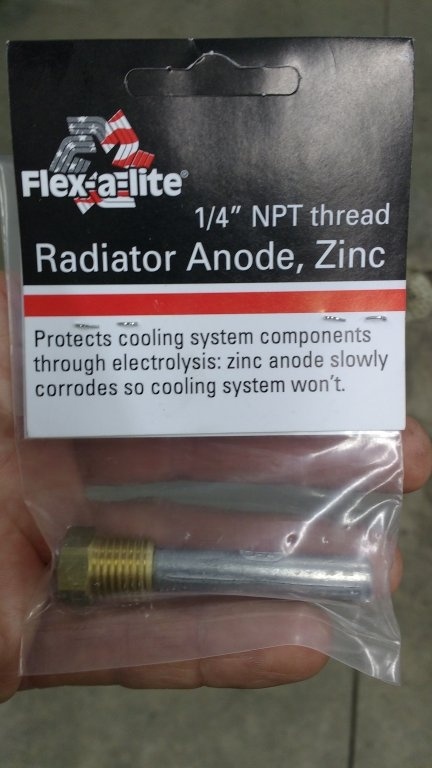 Flex-a-lite®
1/4” NPT thread
Radiator Anode, Zinc
Protects cooling system components
through electrolysis: zinc anode slowly
corrodes so cooling system won't.